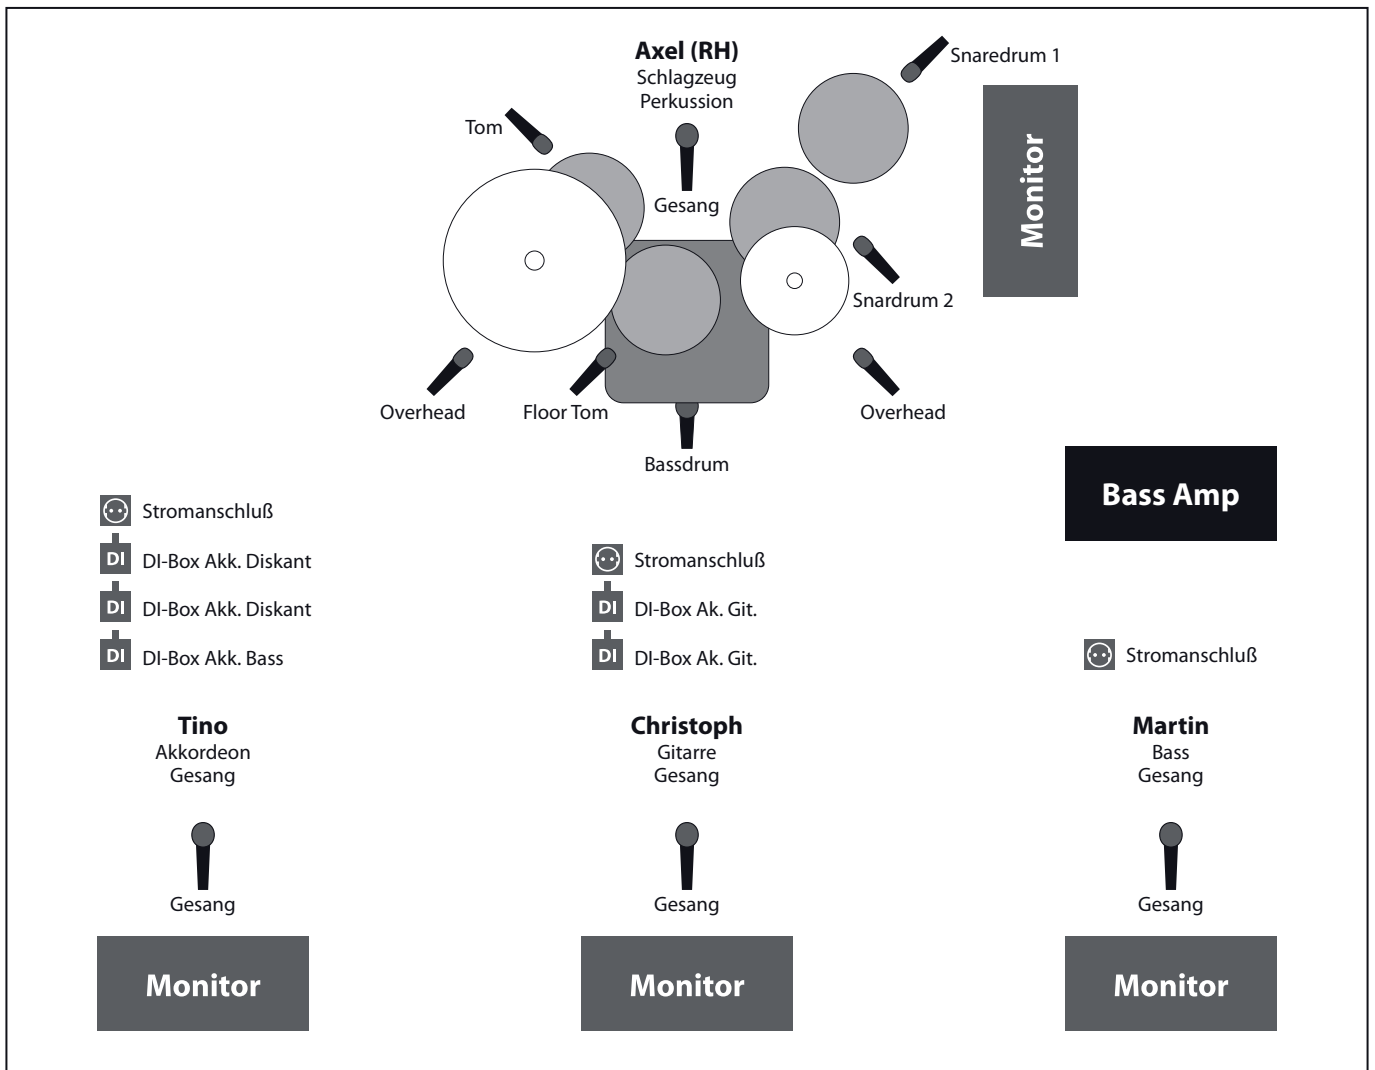 Axel (RH)
Schlagzeug
Perkussion
Snaredrum 1
Tom
Monitor
Gesang
Snardrum 2
Overhead
Floor Tom
Overhead
Bassdrum
Bass Amp
Stromanschluß
DI DI-Box Akk. Diskant
DI DI-Box Akk. Diskant
DI DI-Box Akk. Bass
Stromanschluß
DI DI-Box Ak. Git.
DI DI-Box Ak. Git.
Stromanschluß
Tino
Akkordeon
Gesang
Gesang
Monitor
Christoph
Gitarre
Gesang
Gesang
Monitor
Martin
Bass
Gesang
Gesang
Monitor